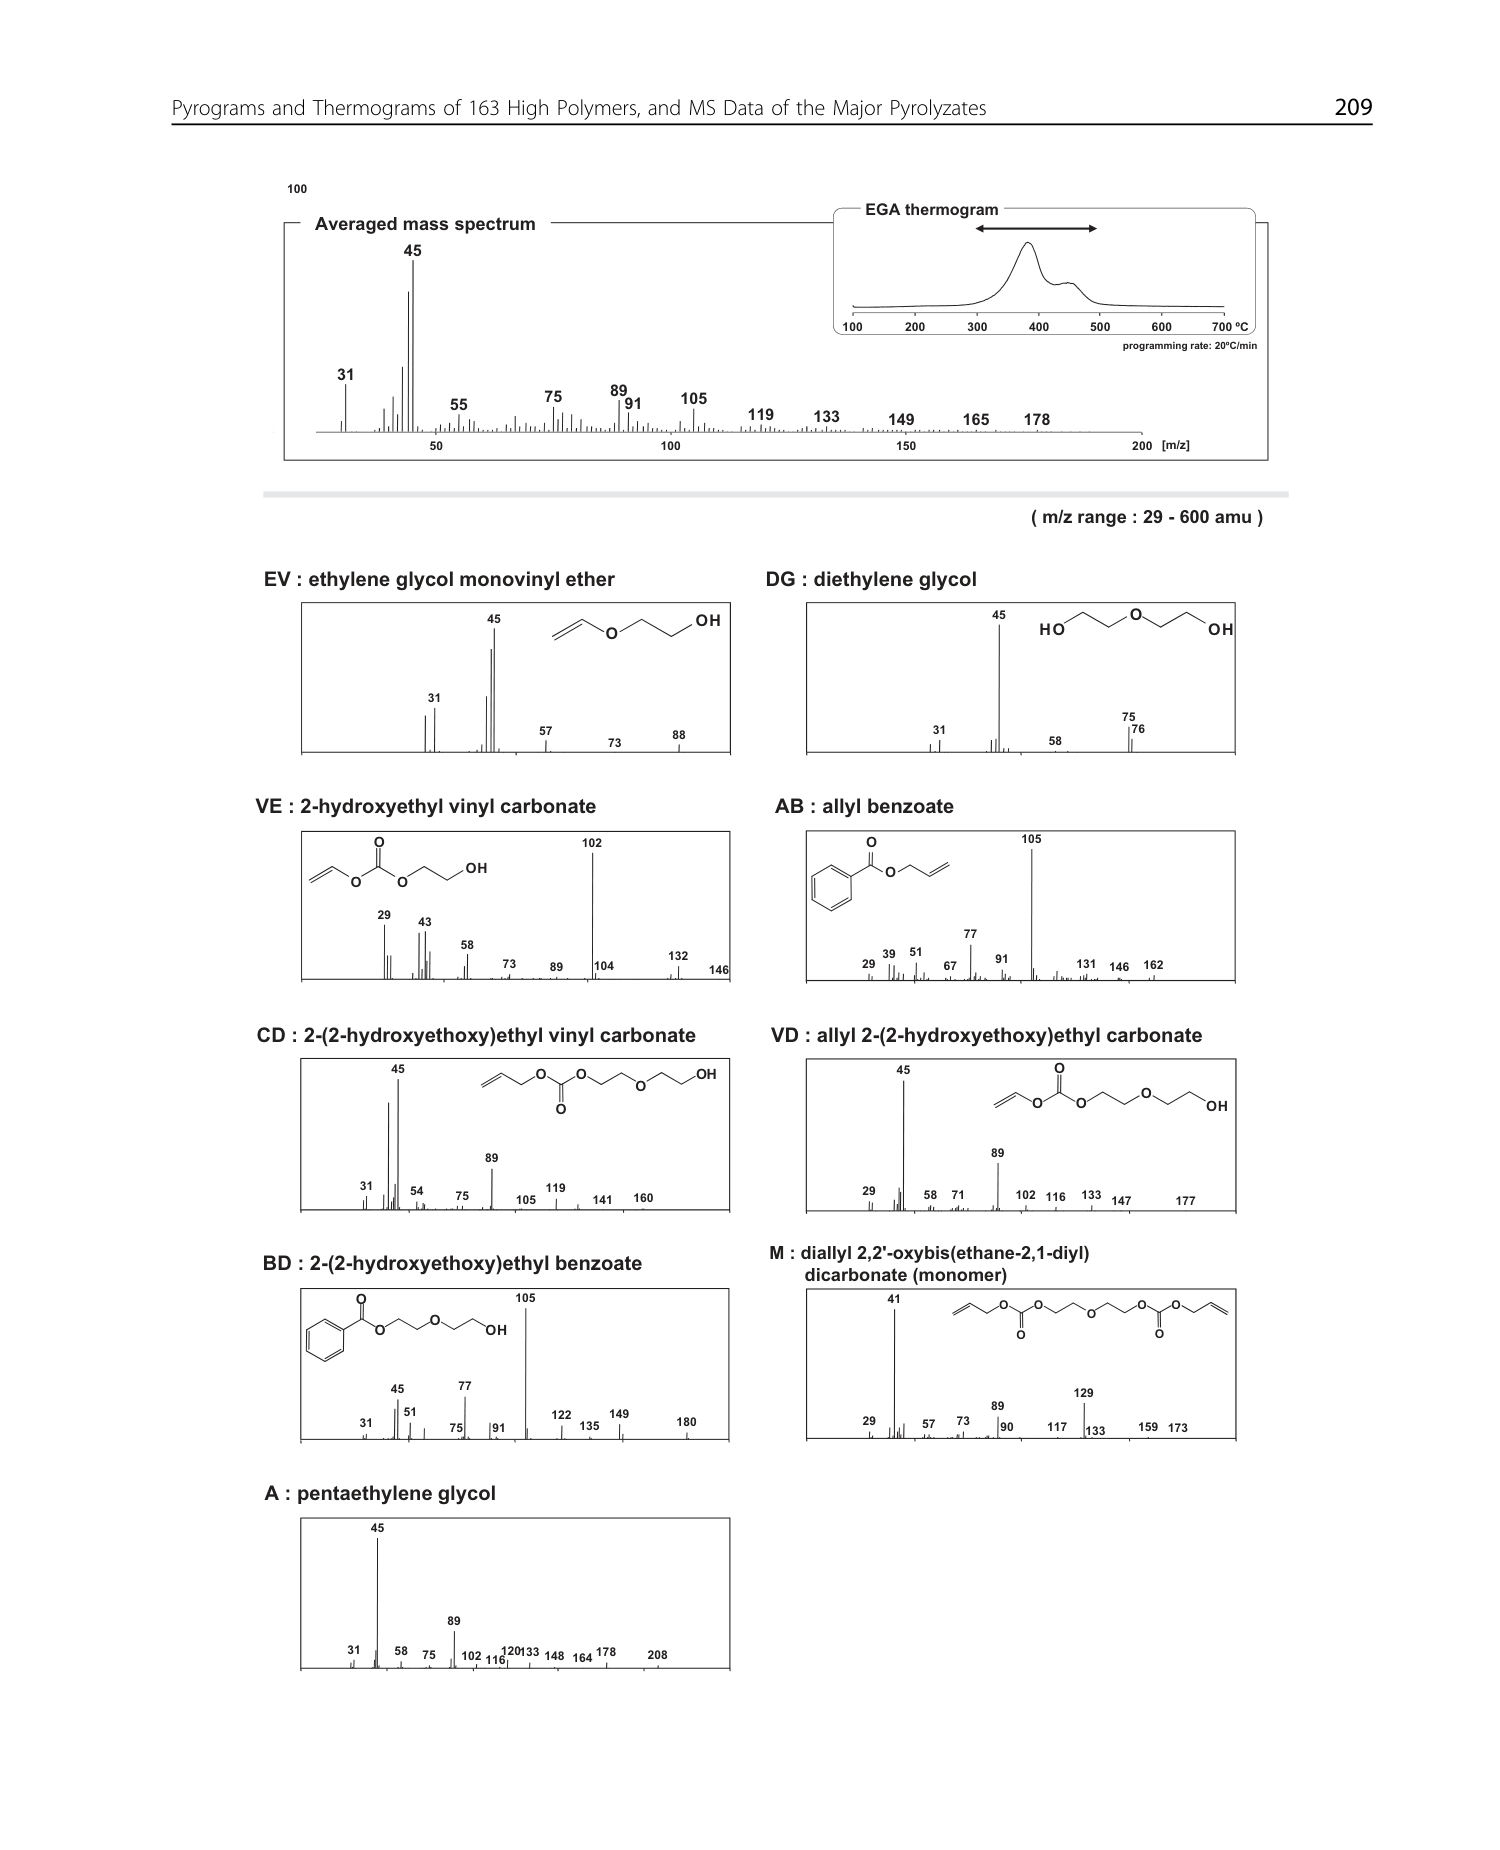 Pyrograms and Thermograms of 163 High Polymers, and MS Data of the Major Pyrolyzates 209
100
Averaged mass spectrum
EGA thermogram
45
31
55
75
89
91
105
119
133
149
165
178
50 100 150 200 [m/z]
100 200 300 400 500 600 700 ºC
programming rate: 20ºC/min
( m/z range : 29 - 600 amu )
EV : ethylene glycol monovinyl ether
45
31
57
73
88
O
OH
DG : diethylene glycol
45
31
58
75
76
HO
O
OH
VE : 2-hydroxyethyl vinyl carbonate
O
O
O
OH
102
29
43
58
73
89
104
132
146
AB : allyl benzoate
O
O
105
29
39
51
67
77
91
131
146
162
CD : 2-(2-hydroxyethoxy)ethyl vinyl carbonate
45
31
54
75
89
105
119
141
160
O
O
O
OH
O
VD : allyl 2-(2-hydroxyethoxy)ethyl carbonate
45
29
58
71
89
102
116
133
147
177
O
O
O
O
OH
BD : 2-(2-hydroxyethoxy)ethyl benzoate
O
O
O
OH
105
31
45
51
75
77
91
122
135
149
180
M : diallyl 2,2'-oxybis(ethane-2,1-diyl)
dicarbonate (monomer)
41
29
57
73
89
90
117
129
133
159
173
O
O
O
O
O
O
O
A : pentaethylene glycol
45
31
58
75
89
102
116
120
133
148
164
178
208